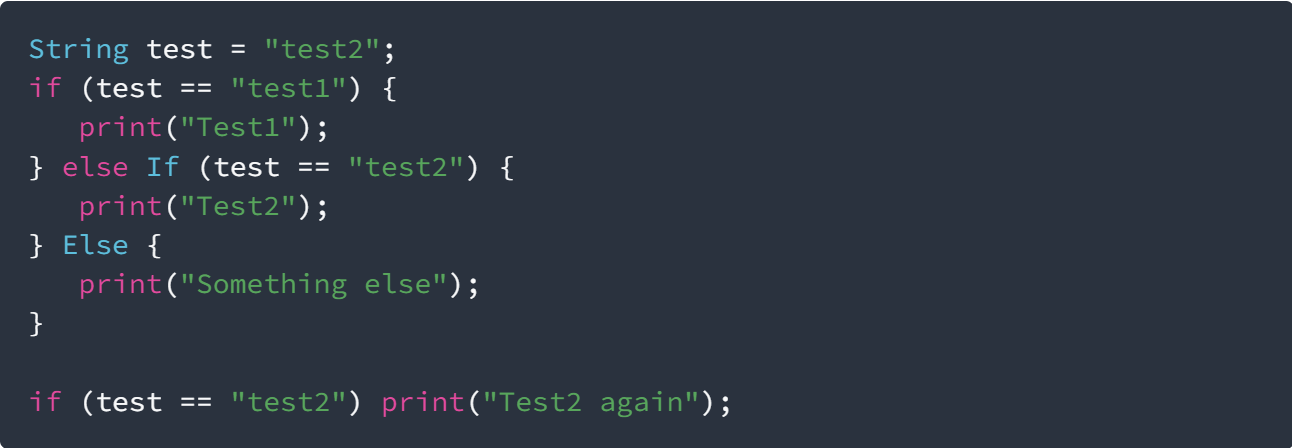 String test = "test2";
if (test == "test1") {
   print("Test1");
} else If (test == "test2") {
   print("Test2");
} Else {
   print("Something else");
}

if (test == "test2") print("Test2 again");